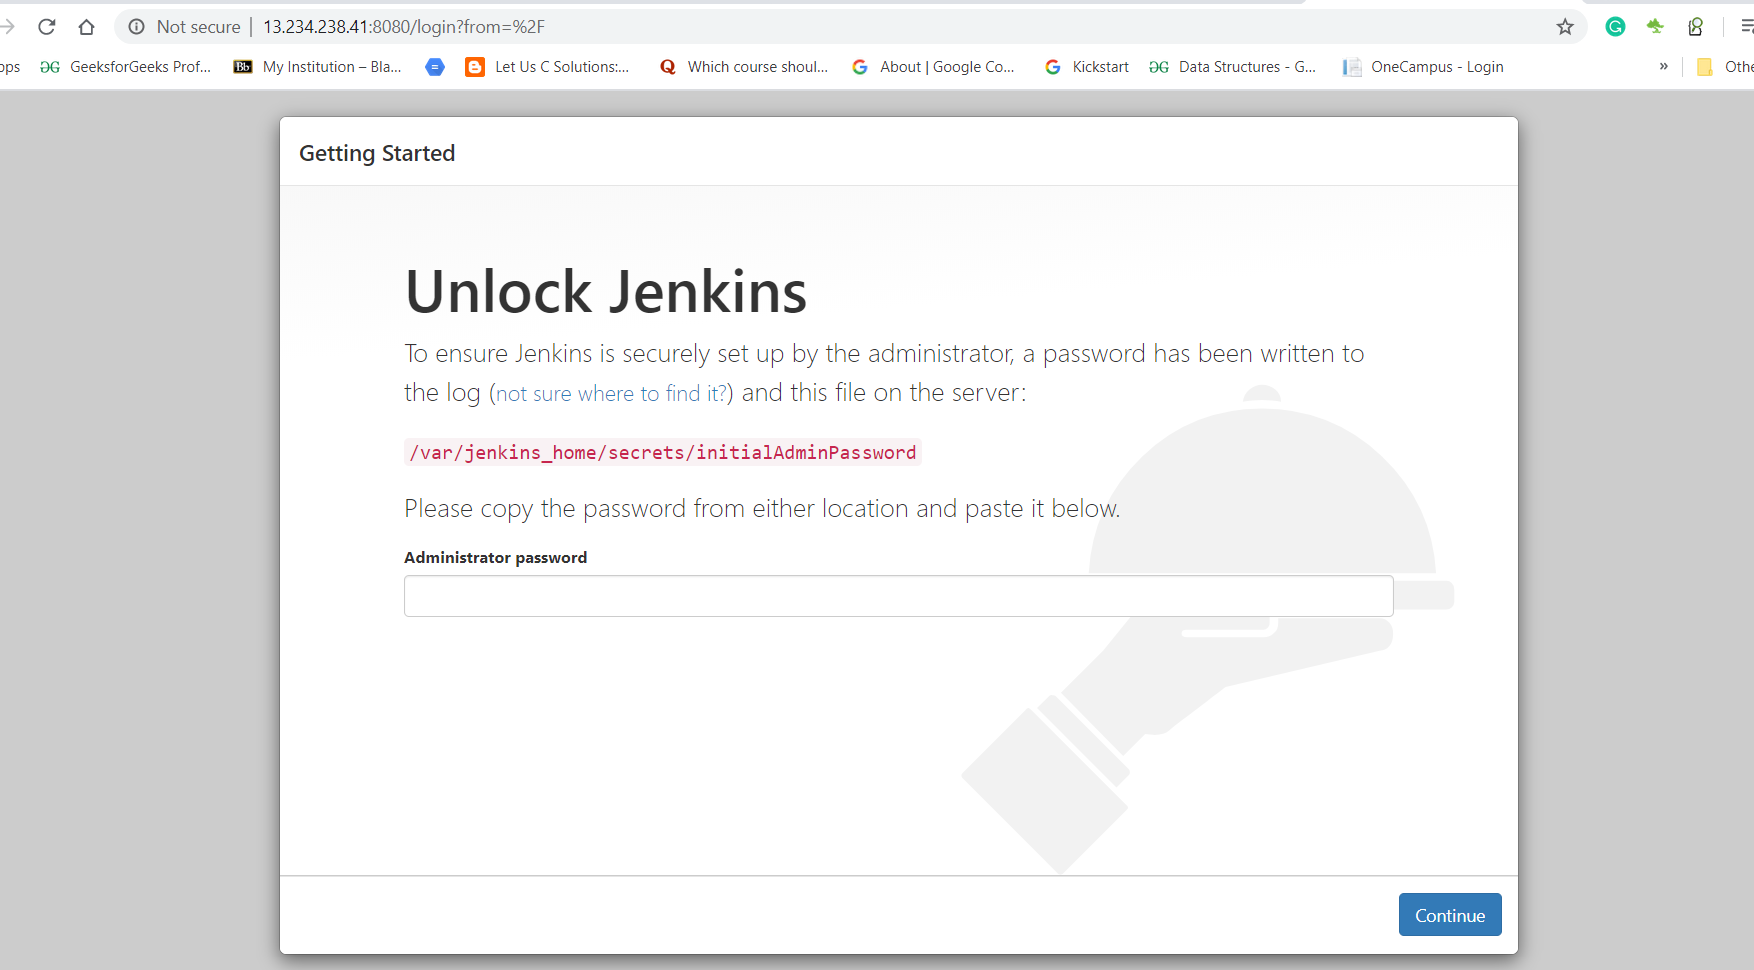 Not secure | 13.234.238.41:8080/login?from=%2F
GeeksforGeeks Prof... Bb My Institution – Bla... Let Us C Solutions:... Which course shoul... About | Google Co... Kickstart Data Structures - G... OneCampus - Login »
Getting Started
Unlock Jenkins
To ensure Jenkins is securely set up by the administrator, a password has been written to
the log (not sure where to find it?) and this file on the server:
/var/jenkins_home/secrets/initialAdminPassword
Please copy the password from either location and paste it below.
Administrator password
Continue